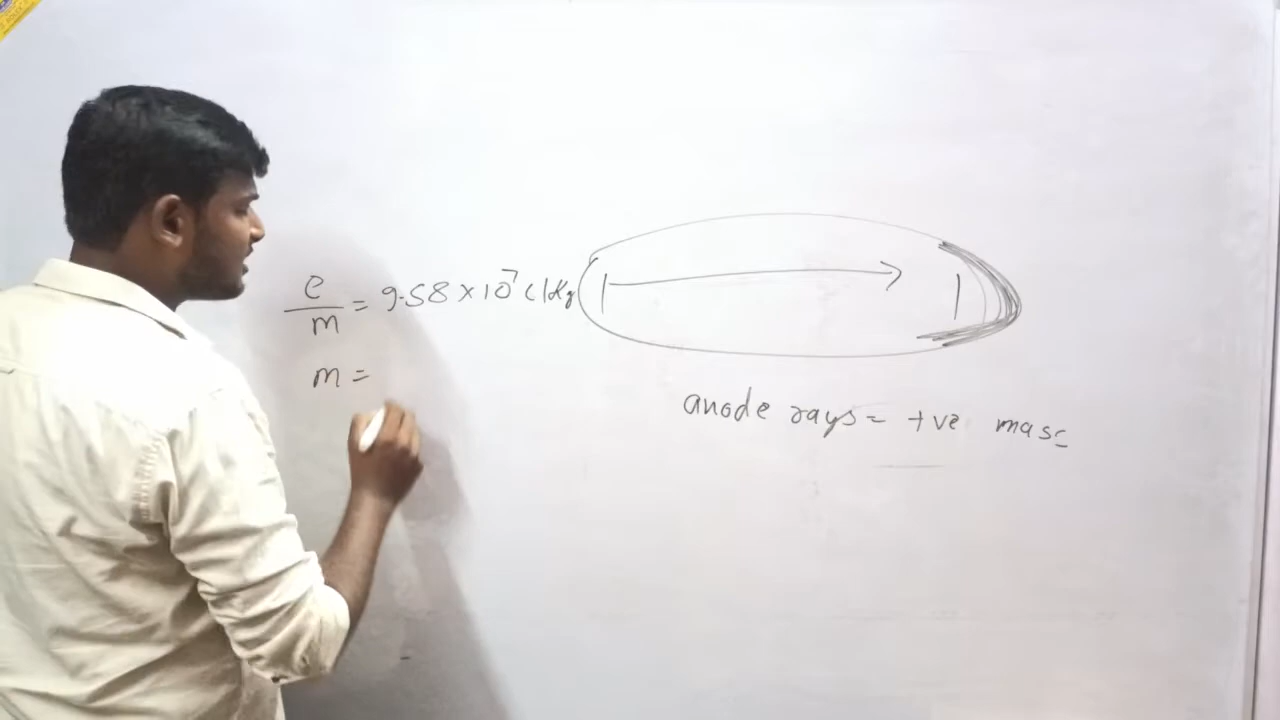 e/m = 9.58 × 10⁷ C/Kg
m =
anode rays = +ve mass